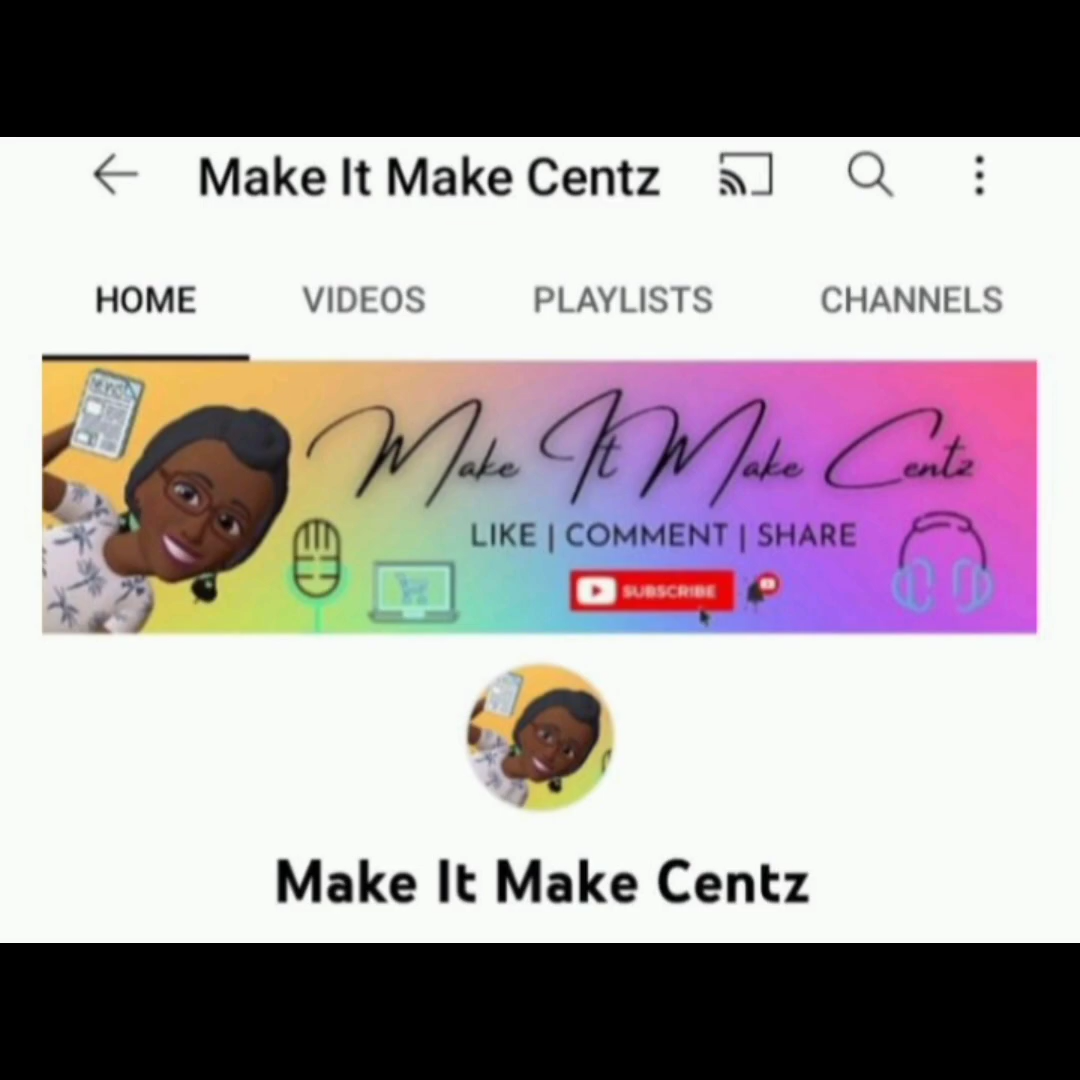 Make It Make Centz
HOME VIDEOS PLAYLISTS CHANNELS
NEWS
Make It Make Centz
LIKE | COMMENT | SHARE
SUBSCRIBE
Make It Make Centz